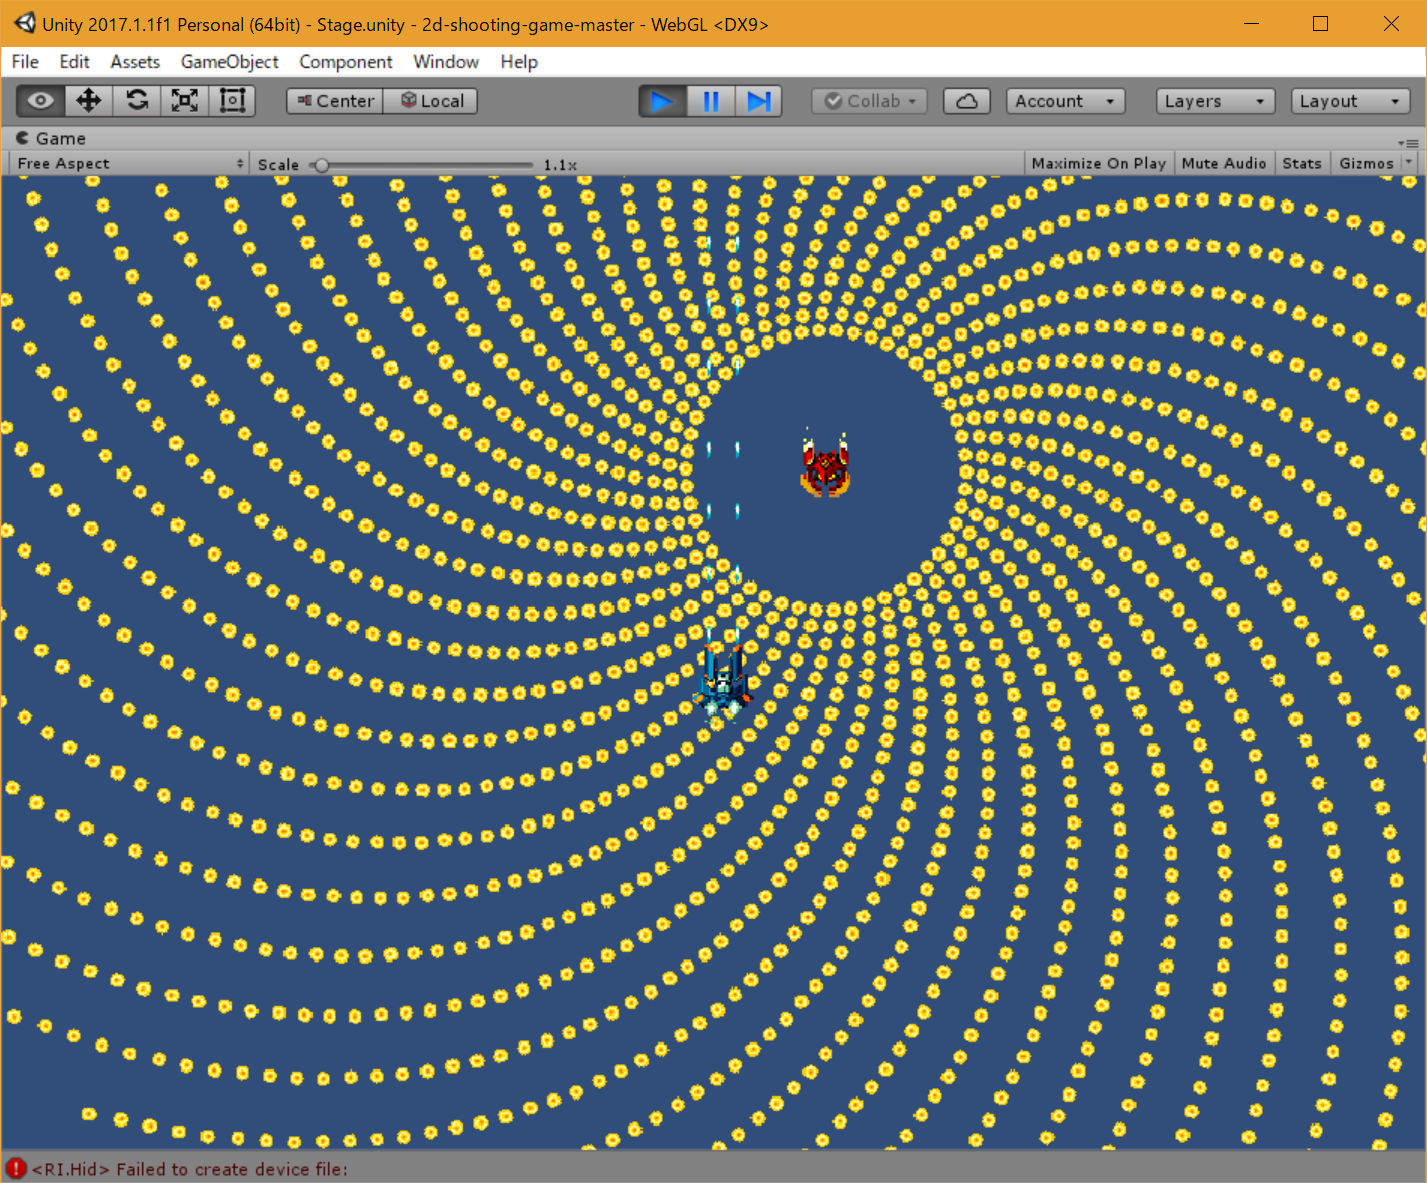 Unity 2017.1.1f1 Personal (64bit) - Stage.unity - 2d-shooting-game-master - WebGL <DX9>
File Edit Assets GameObject Component Window Help
Center Local Collab Account Layers Layout
Game
Free Aspect Scale 1.1x Maximize On Play Mute Audio Stats Gizmos
<RI.Hid> Failed to create device file: